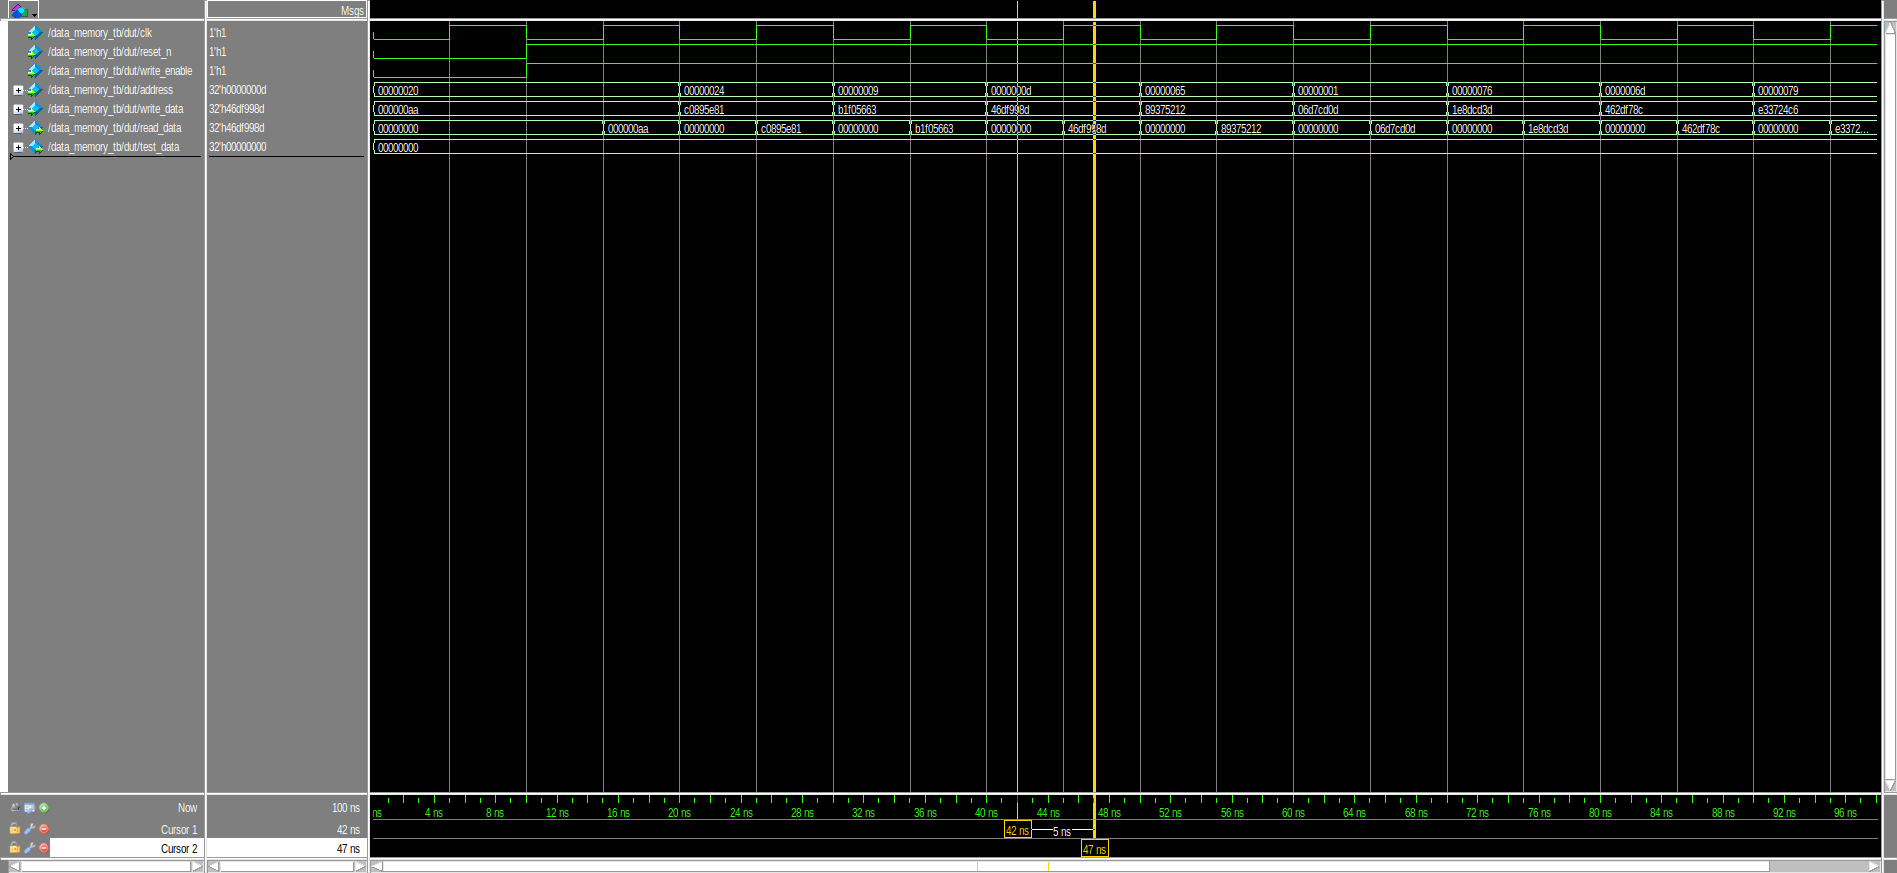 Msgs
/data_memory_tb/dut/clk 1'h1
/data_memory_tb/dut/reset_n 1'h1
/data_memory_tb/dut/write_enable 1'h1
/data_memory_tb/dut/address 32'h0000000d 00000020 00000024 00000009 0000000d 00000065 00000001 00000076 0000006d 00000079
/data_memory_tb/dut/write_data 32'h46df998d 000000aa c0895e81 b1f05663 46df998d 89375212 06d7cd0d 1e8dcd3d 462df78c e33724c6
/data_memory_tb/dut/read_data 32'h46df998d 00000000 000000aa 00000000 c0895e81 00000000 b1f05663 00000000 46df998d 00000000 89375212 00000000 06d7cd0d 00000000 1e8dcd3d 00000000 462df78c 00000000 e3372...
/data_memory_tb/dut/test_data 32'h00000000 00000000
Now 100 ns ns 4 ns 8 ns 12 ns 16 ns 20 ns 24 ns 28 ns 32 ns 36 ns 40 ns 44 ns 48 ns 52 ns 56 ns 60 ns 64 ns 68 ns 72 ns 76 ns 80 ns 84 ns 88 ns 92 ns 96 ns
Cursor 1 42 ns 42 ns 5 ns
Cursor 2 47 ns 47 ns